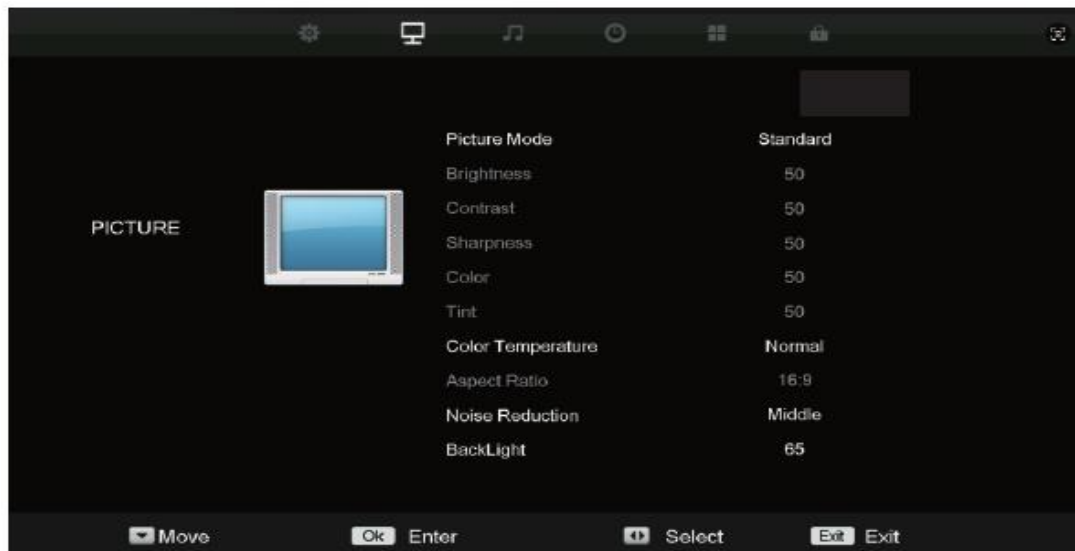 PICTURE
Picture Mode Standard
Brightness 50
Contrast 50
Sharpness 50
Color 50
Tint 50
Color Temperature Normal
Aspect Ratio 16:9
Noise Reduction Middle
BackLight 65
Move Ok Enter Select Exit Exit